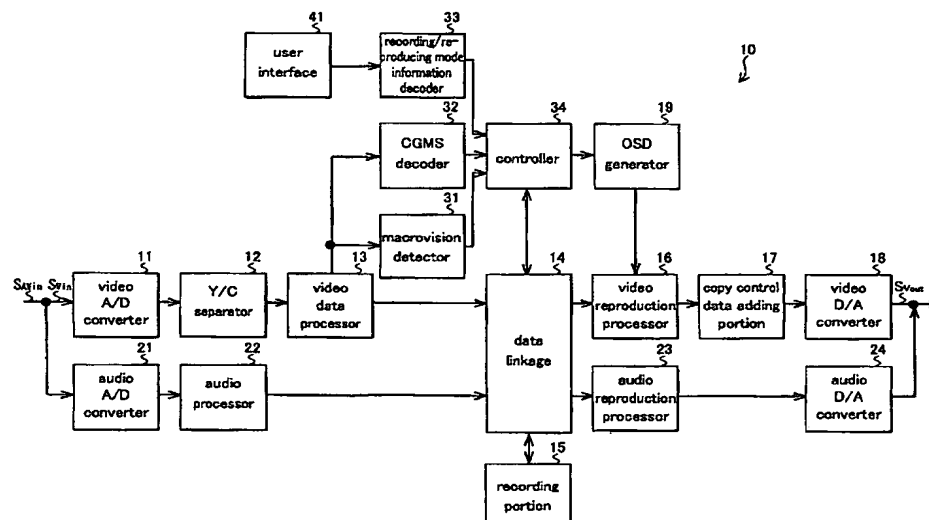 41
33
user
interface
recording/re-
producing mode
information
decoder
10
32
34
19
CGMS
decoder
controller
OSD
generator
31
macrovision
detector
SAVin
SVin
11
12
13
14
16
17
18
SVout
video
A/D
converter
Y/C
separator
video
data
processor
data
linkage
video
reproduction
processor
copy control
data adding
portion
video
D/A
converter
21
22
23
24
audio
A/D
converter
audio
processor
audio
reproduction
processor
audio
D/A
converter
15
recording
portion